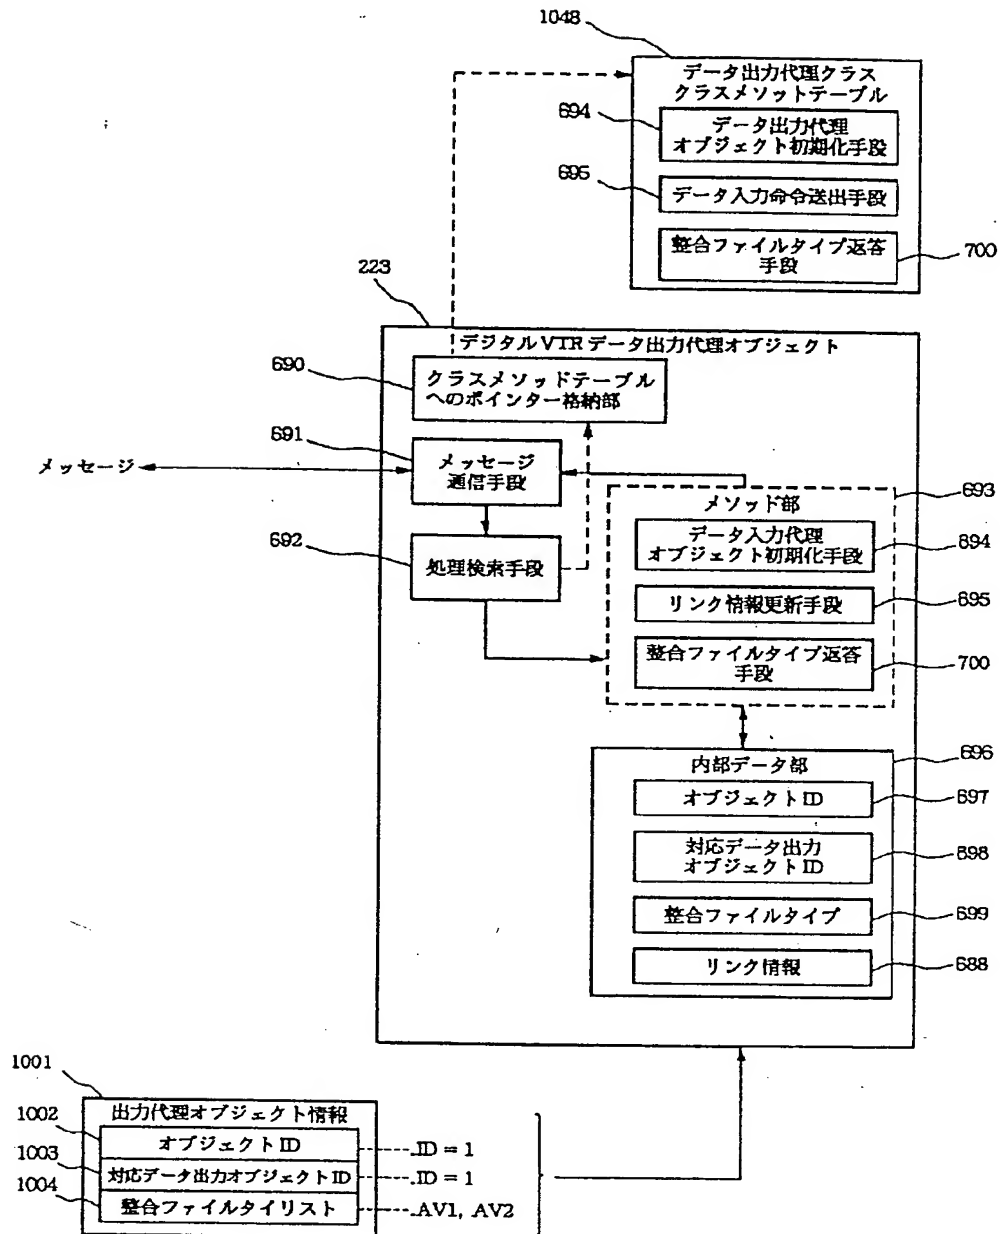 1048
データ出力代理クラス
クラスメソットテーブル
694
データ出力代理
オブジェクト初期化手段
695
データ入力命令送出手段
整合ファイルタイプ返答
手段
700
223
デジタルVTRデータ出力代理オブジェクト
690
クラスメソッドテーブル
へのポインター格納部
691
メッセージ
メッセージ
通信手段
692
処理検索手段
693
メソッド部
データ入力代理
オブジェクト初期化手段
894
リンク情報更新手段
695
整合ファイルタイプ返答
手段
700
696
内部データ部
オブジェクトID
697
対応データ出力
オブジェクトID
698
整合ファイルタイプ
699
リンク情報
688
1001
出力代理オブジェクト情報
1002
オブジェクトID
ID = 1
1003
対応データ出力オブジェクトID
ID = 1
1004
整合ファイルタイリスト
AV1, AV2